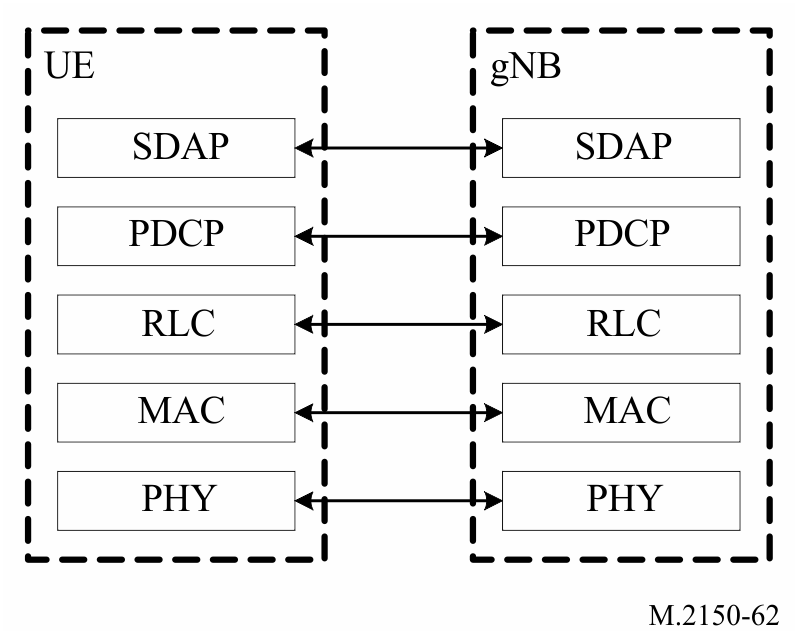 UE
gNB
SDAP
SDAP
PDCP
PDCP
RLC
RLC
MAC
MAC
PHY
PHY
M.2150-62